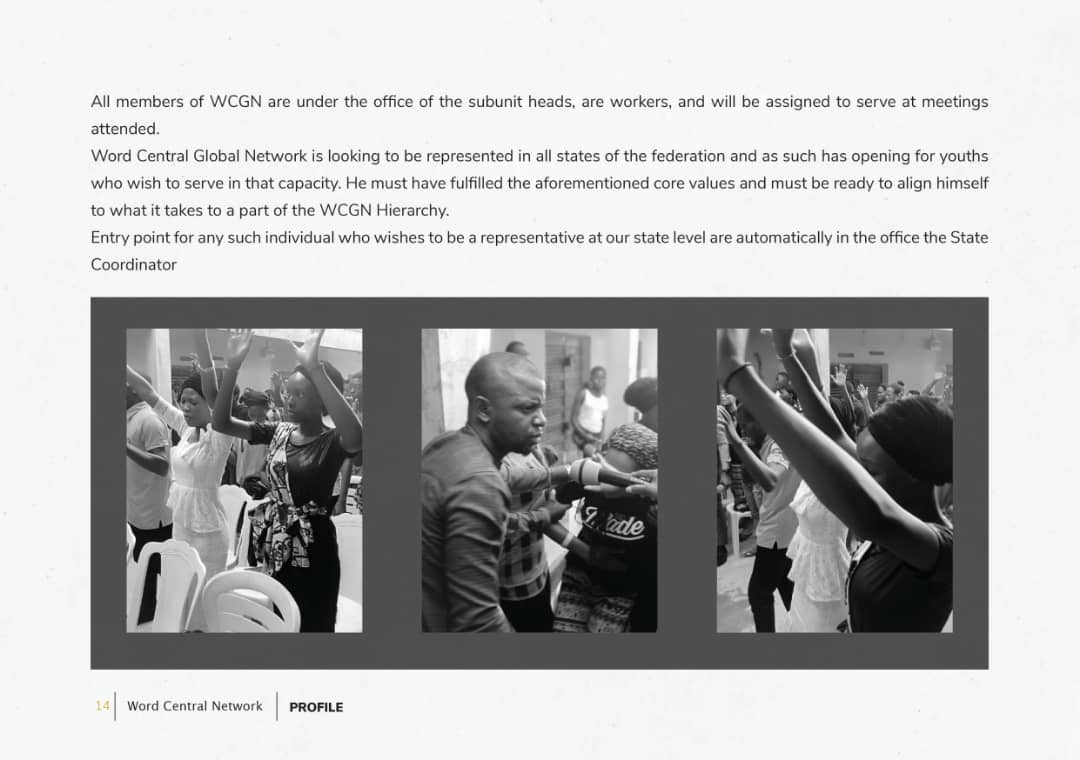 All members of WCGN are under the office of the subunit heads, are workers, and will be assigned to serve at meetings
attended.
Word Central Global Network is looking to be represented in all states of the federation and as such has opening for youths
who wish to serve in that capacity. He must have fulfilled the aforementioned core values and must be ready to align himself
to what it takes to a part of the WCGN Hierarchy.
Entry point for any such individual who wishes to be a representative at our state level are automatically in the office the State
Coordinator
14 Word Central Network PROFILE